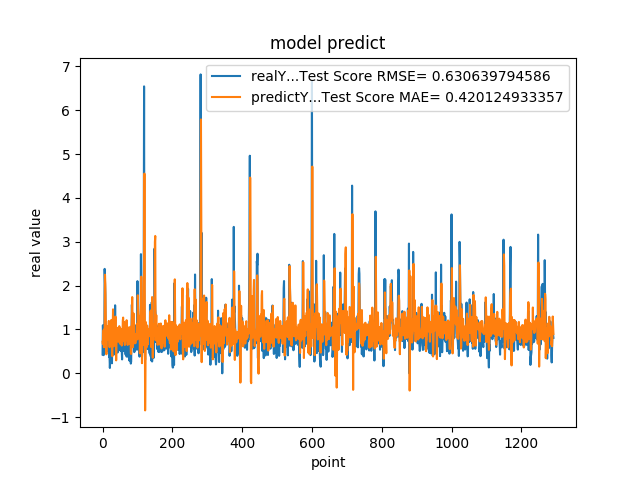 model predict
realY...Test Score RMSE= 0.630639794586
predictY...Test Score MAE= 0.420124933357
7
6
5
4
3
2
1
0
−1
real value
0 200 400 600 800 1000 1200
point